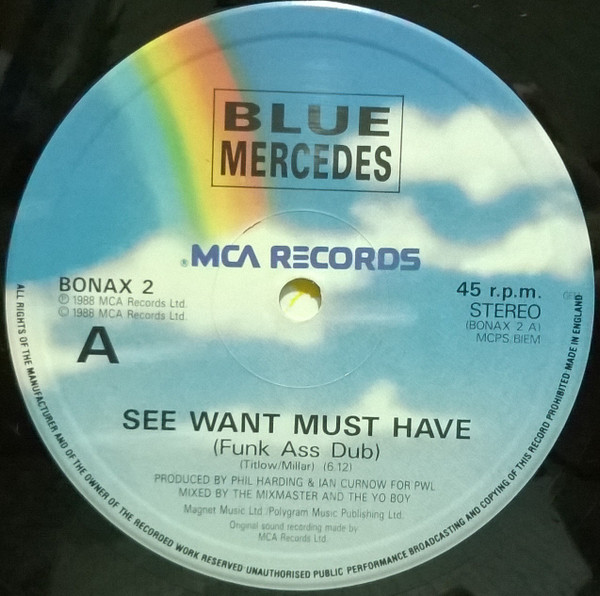 BLUE
MERCEDES
®MCA RECORDS
BONAX 2
℗ 1988 MCA Records Ltd.
© 1988 MCA Records Ltd.
A
45 r.p.m.
STEREO
(BONAX 2 A)
MCPS/BIEM
SEE WANT MUST HAVE
(Funk Ass Dub)
(Titlow/Millar) (6.12)
PRODUCED BY PHIL HARDING & IAN CURNOW FOR PWL
MIXED BY THE MIXMASTER AND THE YO BOY
Magnet Music Ltd./Polygram Music Publishing Ltd.
Original sound recording made by
MCA Records Ltd.
ALL RIGHTS OF THE MANUFACTURER AND OF THE OWNER OF THE RECORDED WORK RESERVED UNAUTHORISED PUBLIC PERFORMANCE BROADCASTING AND COPYING OF THIS RECORD PROHIBITED MADE IN ENGLAND